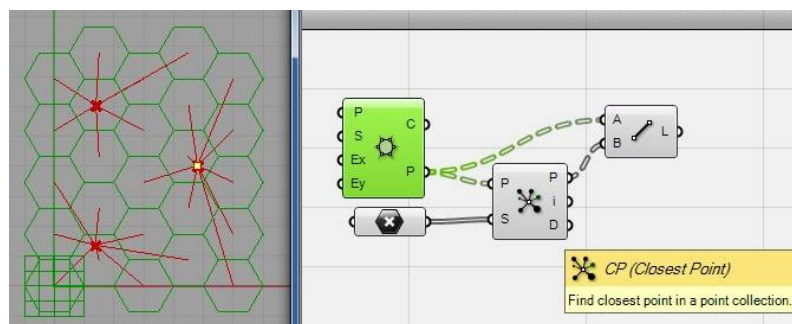 P
S
Ex
Ey
C
P
P
S
P
i
D
A
B
L
CP (Closest Point)
Find closest point in a point collection.